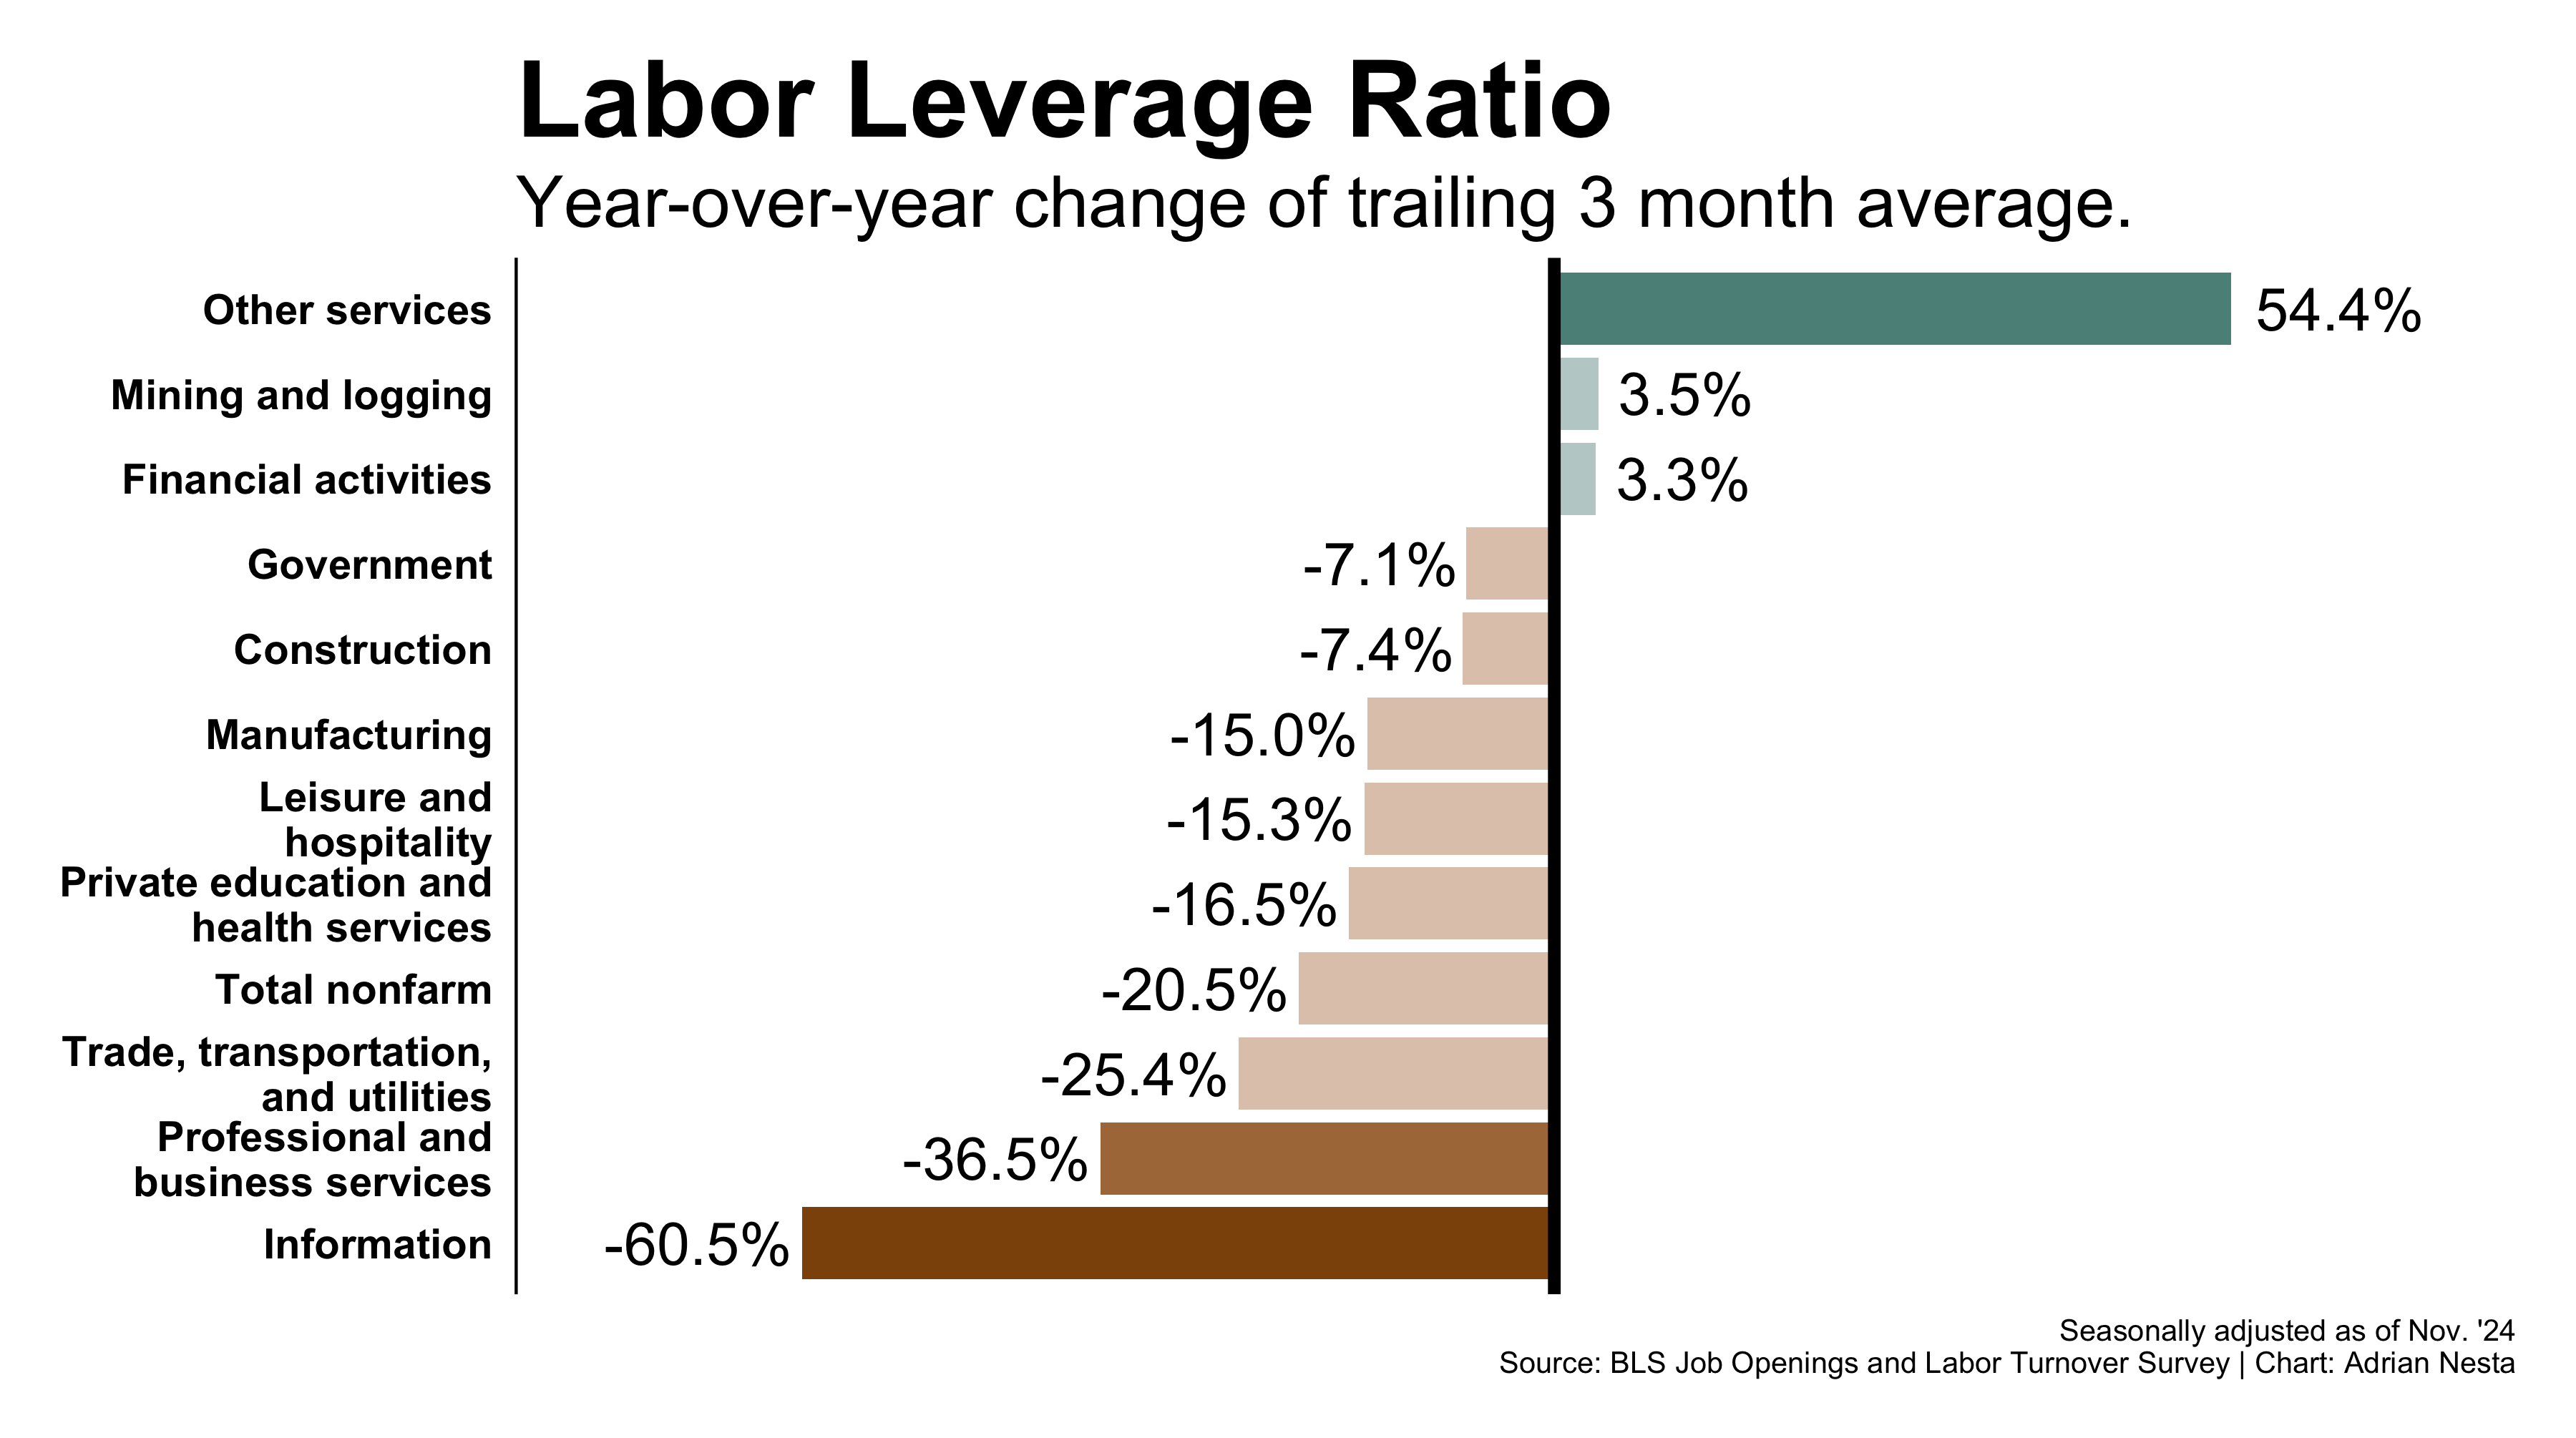 Labor Leverage Ratio
Year-over-year change of trailing 3 month average.
Other services
54.4%
Mining and logging
3.5%
Financial activities
3.3%
Government
-7.1%
Construction
-7.4%
Manufacturing
-15.0%
Leisure and
hospitality
-15.3%
Private education and
health services
-16.5%
Total nonfarm
-20.5%
Trade, transportation,
and utilities
-25.4%
Professional and
business services
-36.5%
Information
-60.5%
Seasonally adjusted as of Nov. '24
Source: BLS Job Openings and Labor Turnover Survey | Chart: Adrian Nesta